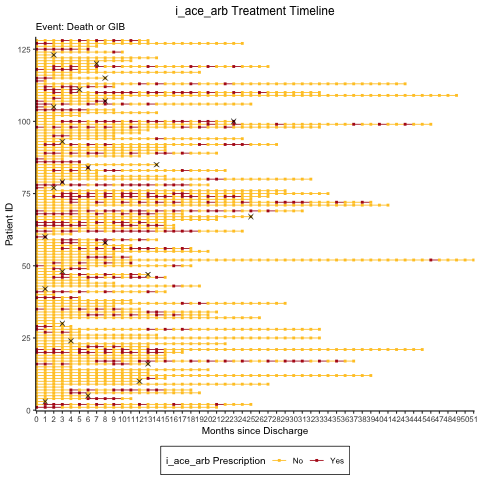 i_ace_arb Treatment Timeline
Event: Death or GIB
125
100
75
50
25
0
Patient ID
0 1 2 3 4 5 6 7 8 9 10 11 12 13 14 15 16 17 18 19 20 21 22 23 24 25 26 27 28 29 30 31 32 33 34 35 36 37 38 39 40 41 42 43 44 45 46 47 48 49 50 51
Months since Discharge
i_ace_arb Prescription No Yes